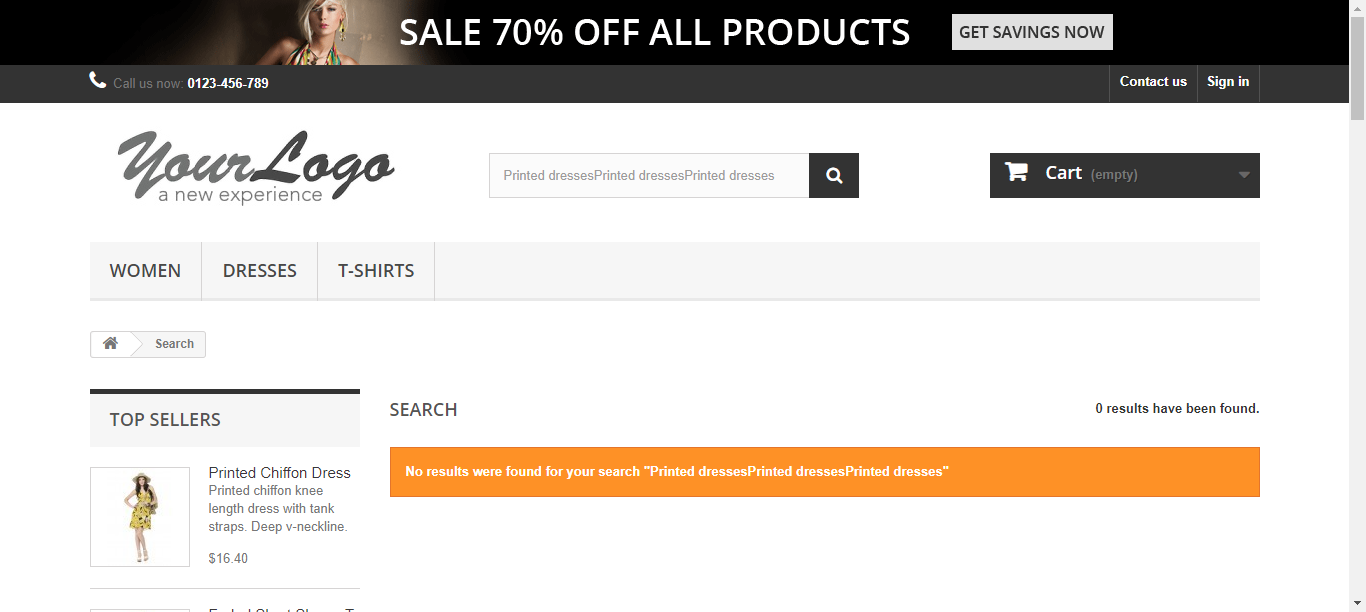 SALE 70% OFF ALL PRODUCTS
GET SAVINGS NOW
Call us now: 0123-456-789
Contact us
Sign in
YourLogo
a new experience
Printed dressesPrinted dressesPrinted dresses
Cart (empty)
WOMEN
DRESSES
T-SHIRTS
Search
TOP SELLERS
SEARCH
0 results have been found.
No results were found for your search "Printed dressesPrinted dressesPrinted dresses"
Printed Chiffon Dress
Printed chiffon knee
length dress with tank
straps. Deep v-neckline.
$16.40